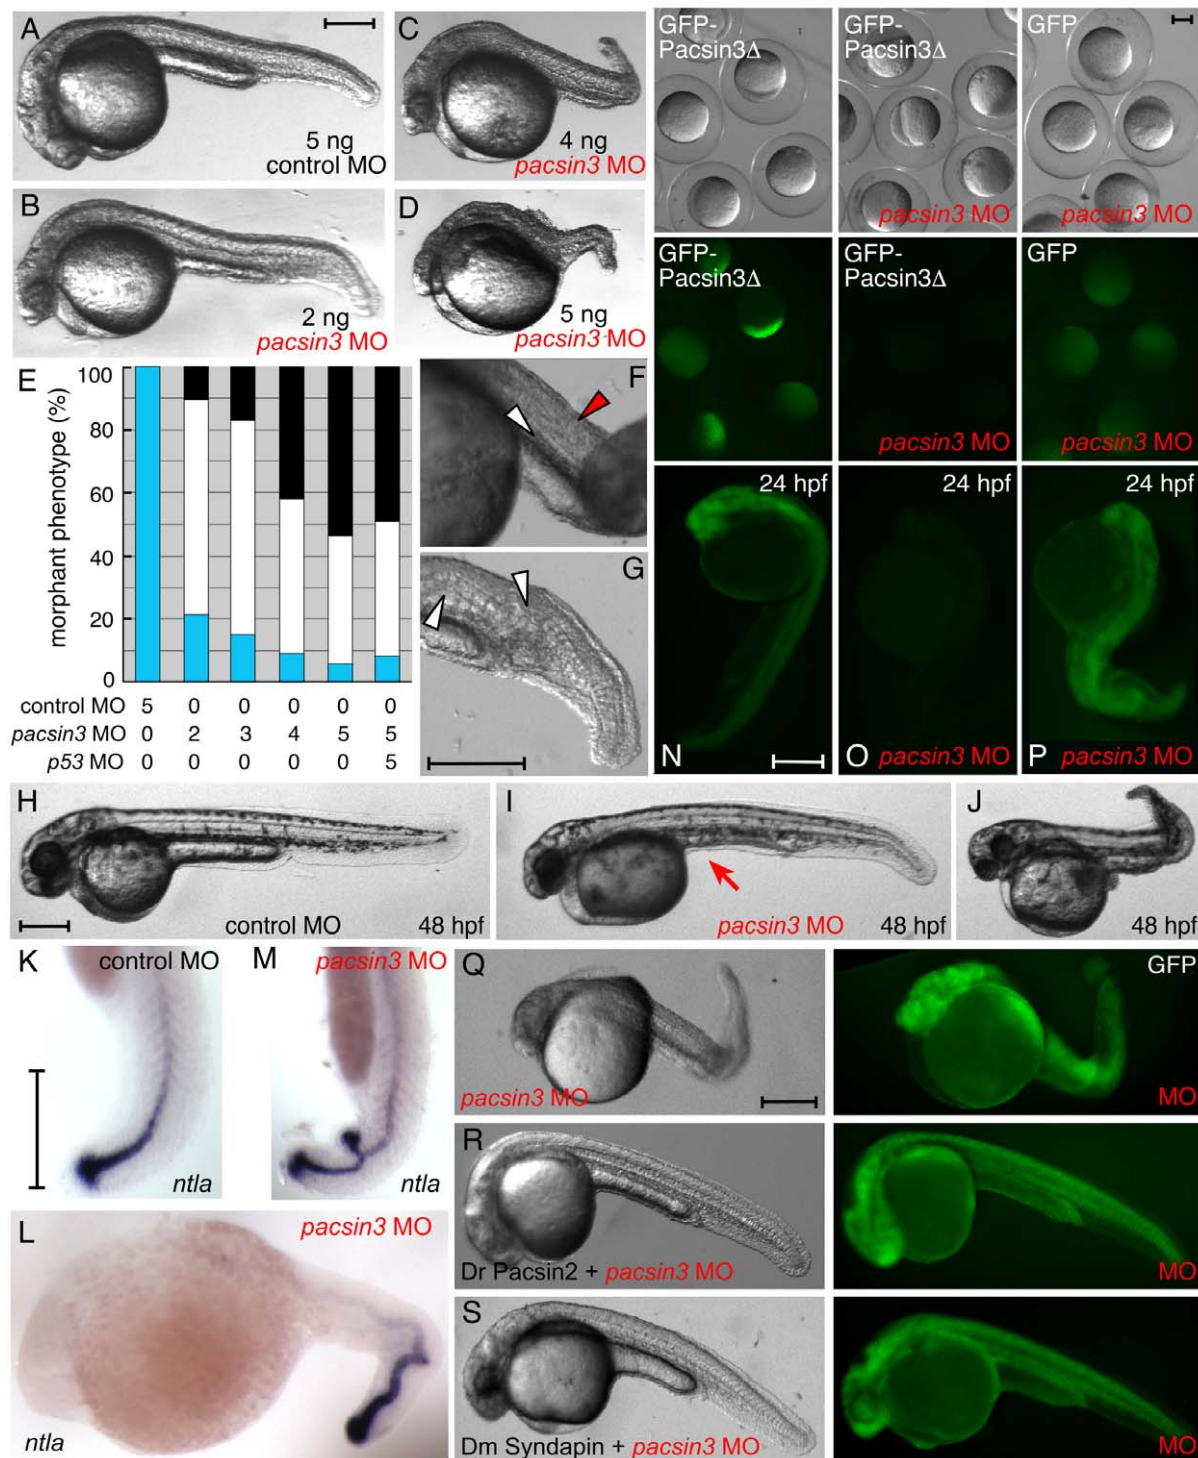 A
5 ng
control MO
C
4 ng
pacsin3 MO
B
2 ng
pacsin3 MO
D
5 ng
pacsin3 MO
GFP-
Pacsin3Δ
GFP-
Pacsin3Δ
pacsin3 MO
GFP
pacsin3 MO
GFP-
Pacsin3Δ
GFP-
Pacsin3Δ
pacsin3 MO
GFP
pacsin3 MO
24 hpf
N
24 hpf
O pacsin3 MO
24 hpf
P pacsin3 MO
E
morphant phenotype (%)
100
80
60
40
20
0
control MO 5 0 0 0 0 0
pacsin3 MO 0 2 3 4 5 5
p53 MO 0 0 0 0 0 5
F
G
H
control MO 48 hpf
I
pacsin3 MO 48 hpf
J
48 hpf
K control MO
ntla
M pacsin3 MO
ntla
L pacsin3 MO
ntla
Q
pacsin3 MO
GFP
MO
R
Dr Pacsin2 + pacsin3 MO
MO
S
Dm Syndapin + pacsin3 MO
MO